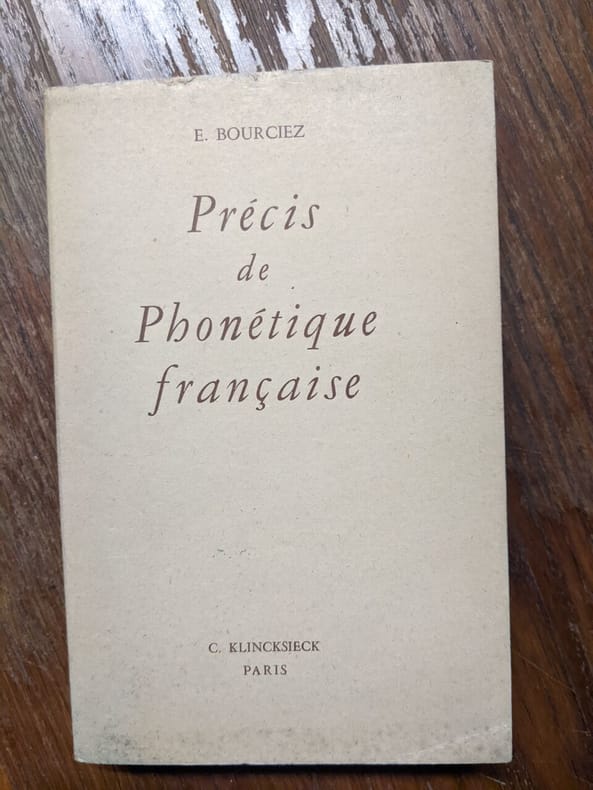 E. BOURCIEZ
Précis
de
Phonétique
française
C. KLINCKSIECK
PARIS